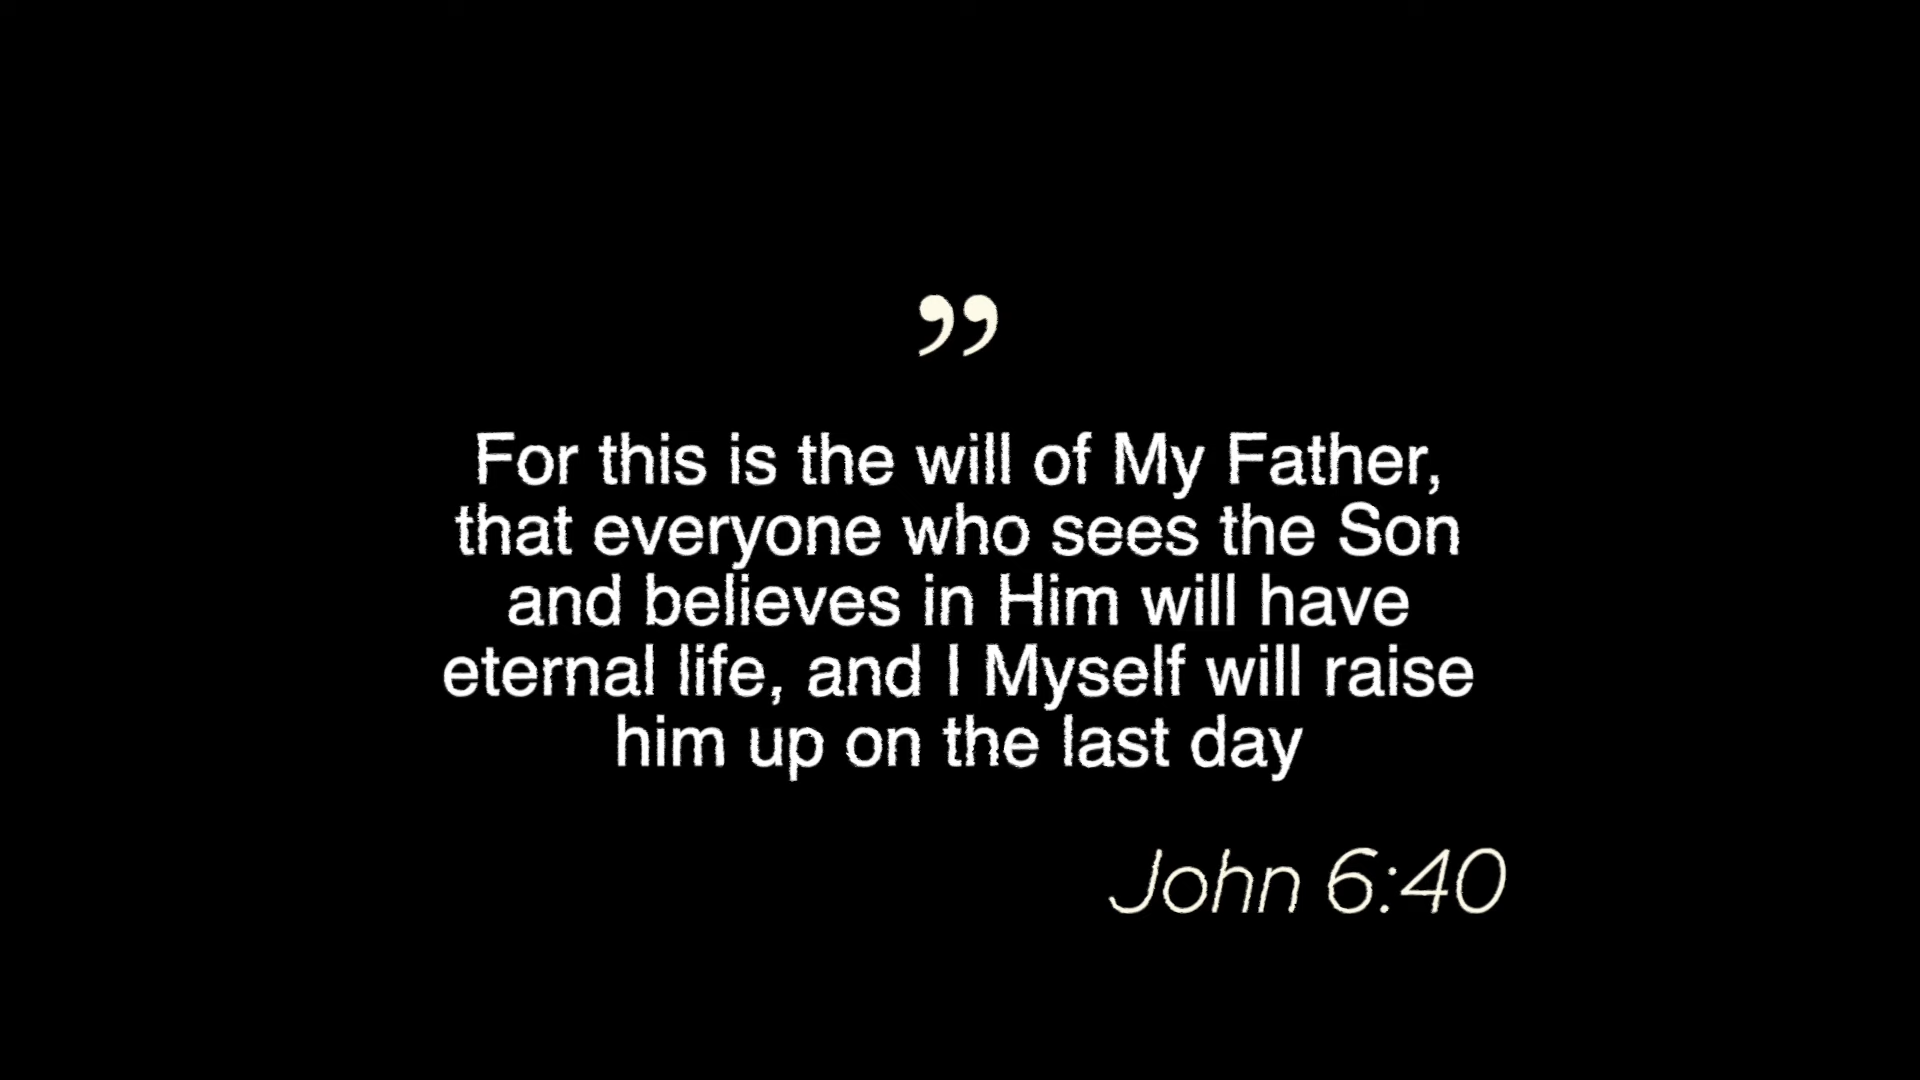 ”
For this is the will of My Father,
that everyone who sees the Son
and believes in Him will have
eternal life, and I Myself will raise
him up on the last day
John 6:40